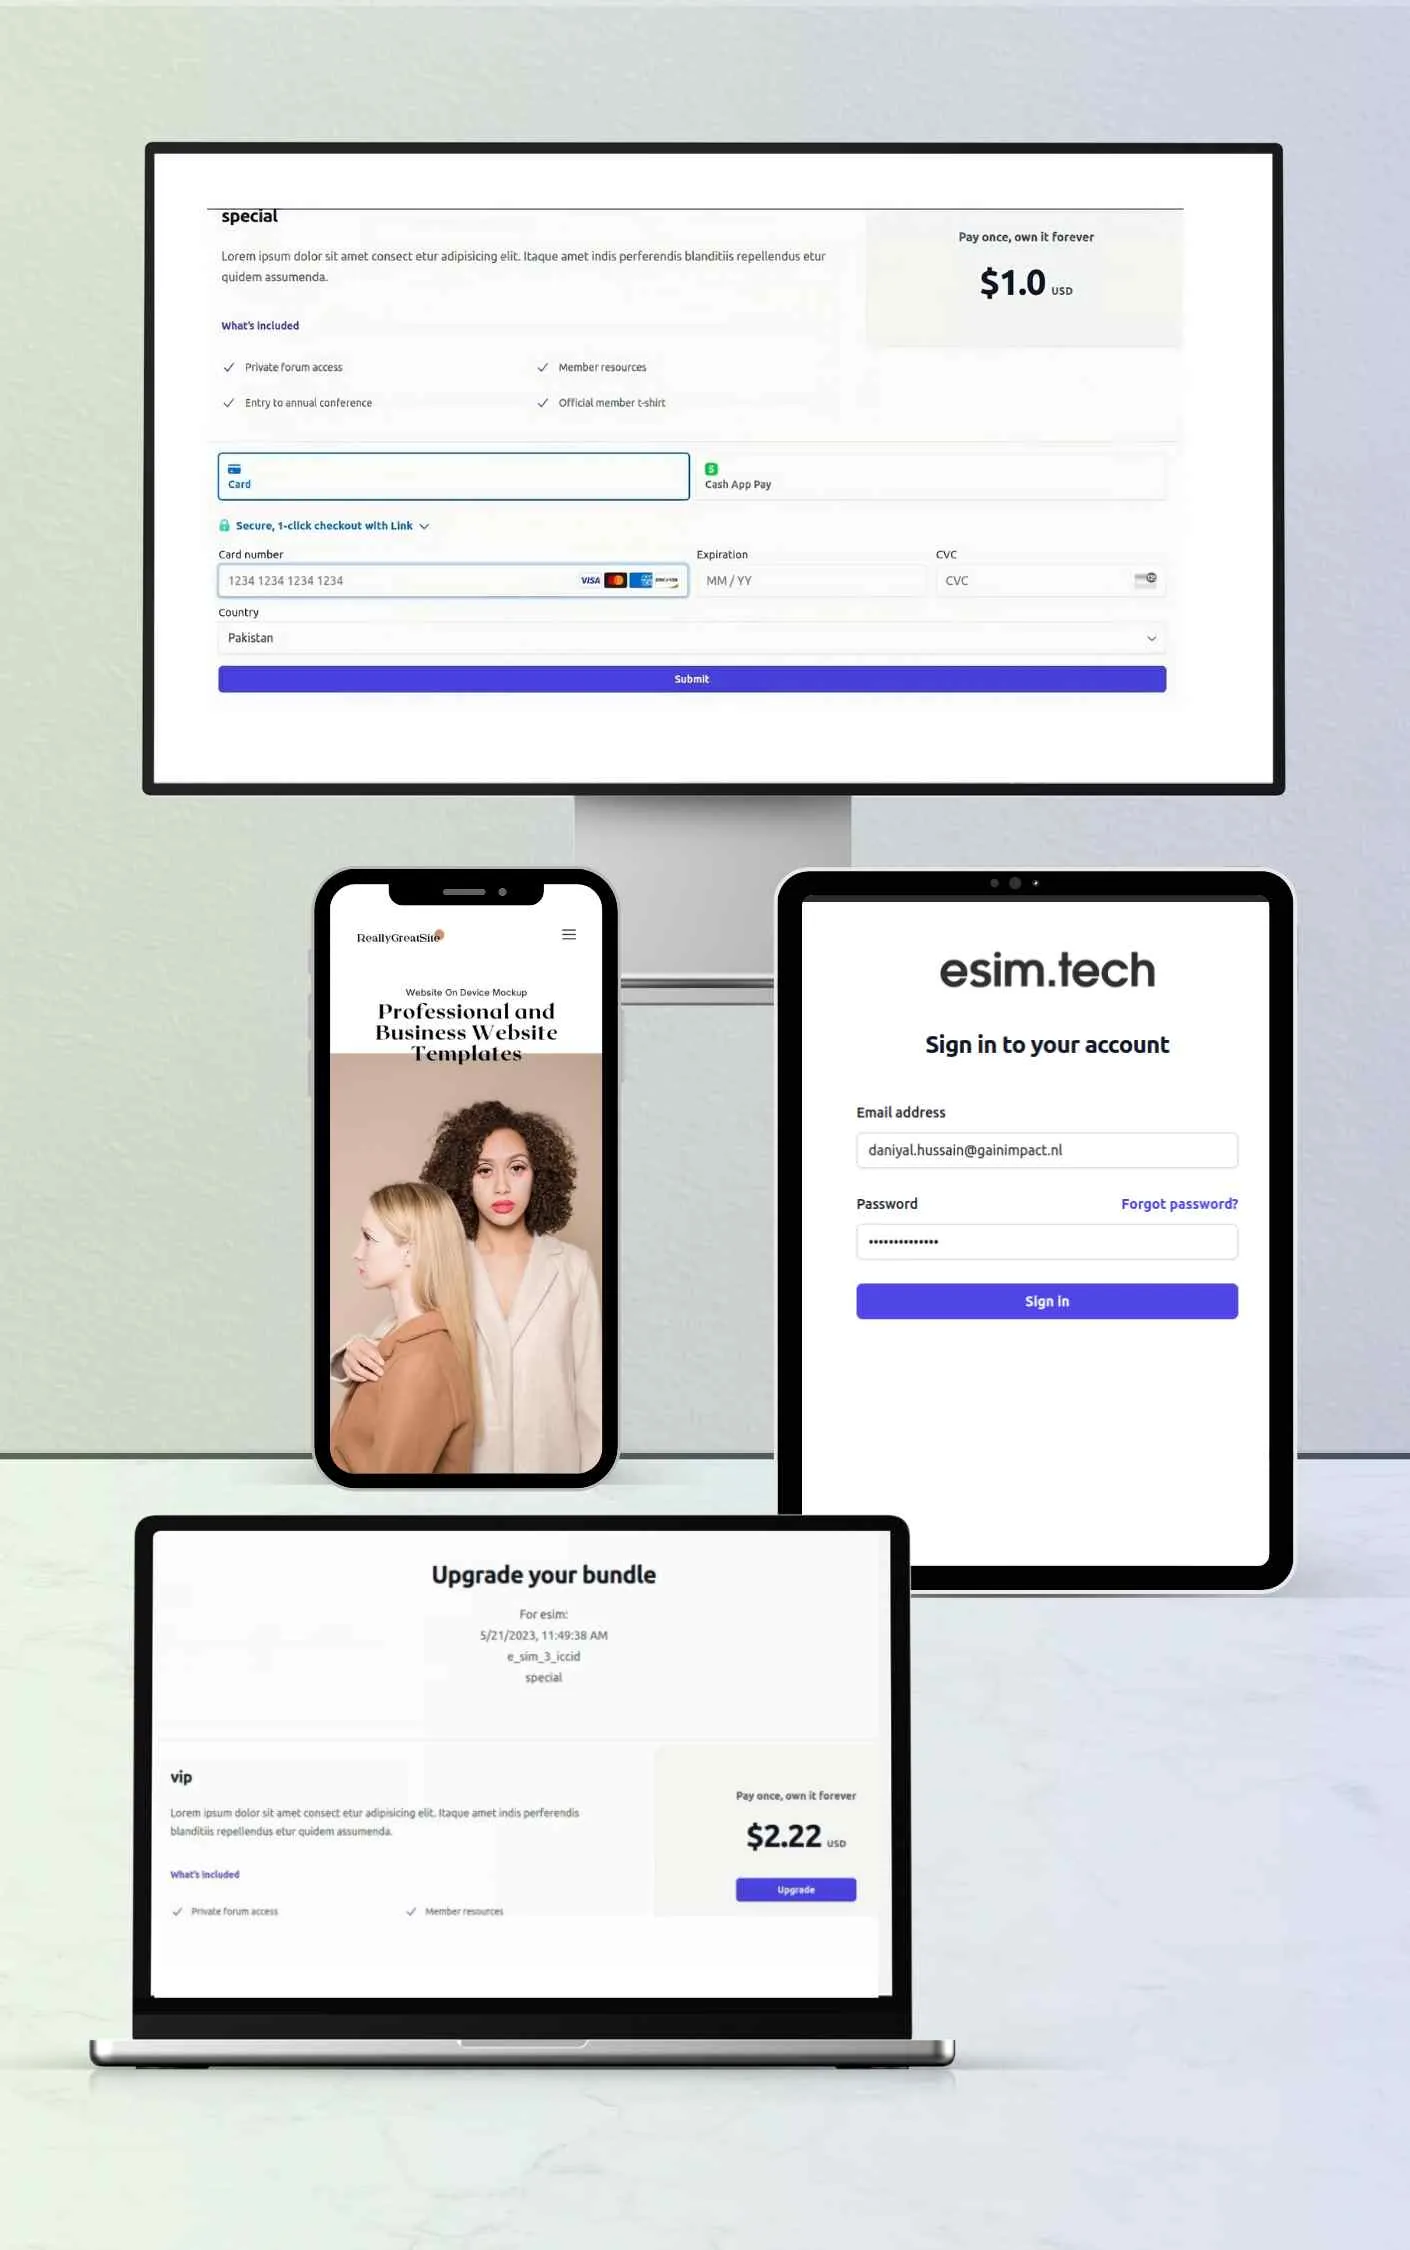 special
Pay once, own it forever
$1.0 USD
Lorem ipsum dolor sit amet consect etur adipisicing elit. Itaque amet indis perferendis blanditiis repellendus etur
quidem assumenda.
What's included
Private forum access
Member resources
Entry to annual conference
Official member t-shirt
Card
Cash App Pay
Secure, 1-click checkout with Link
Card number
Expiration
CVC
1234 1234 1234 1234
VISA
MM / YY
CVC
Country
Pakistan
Submit
ReallyGreatSite
Website On Device Mockup
Professional and
Business Website
Templates
esim.tech
Sign in to your account
Email address
daniyal.hussain@gainimpact.nl
Password
Forgot password?
Sign in
Upgrade your bundle
For esim:
5/21/2023, 11:49:38 AM
e_sim_3_iccid
special
vip
Lorem ipsum dolor sit amet consect etur adipisicing elit. Itaque amet indis perferendis
blanditiis repellendus etur quidem assumenda.
What's included
Private forum access
Member resources
Pay once, own it forever
$2.22 USD
Upgrade